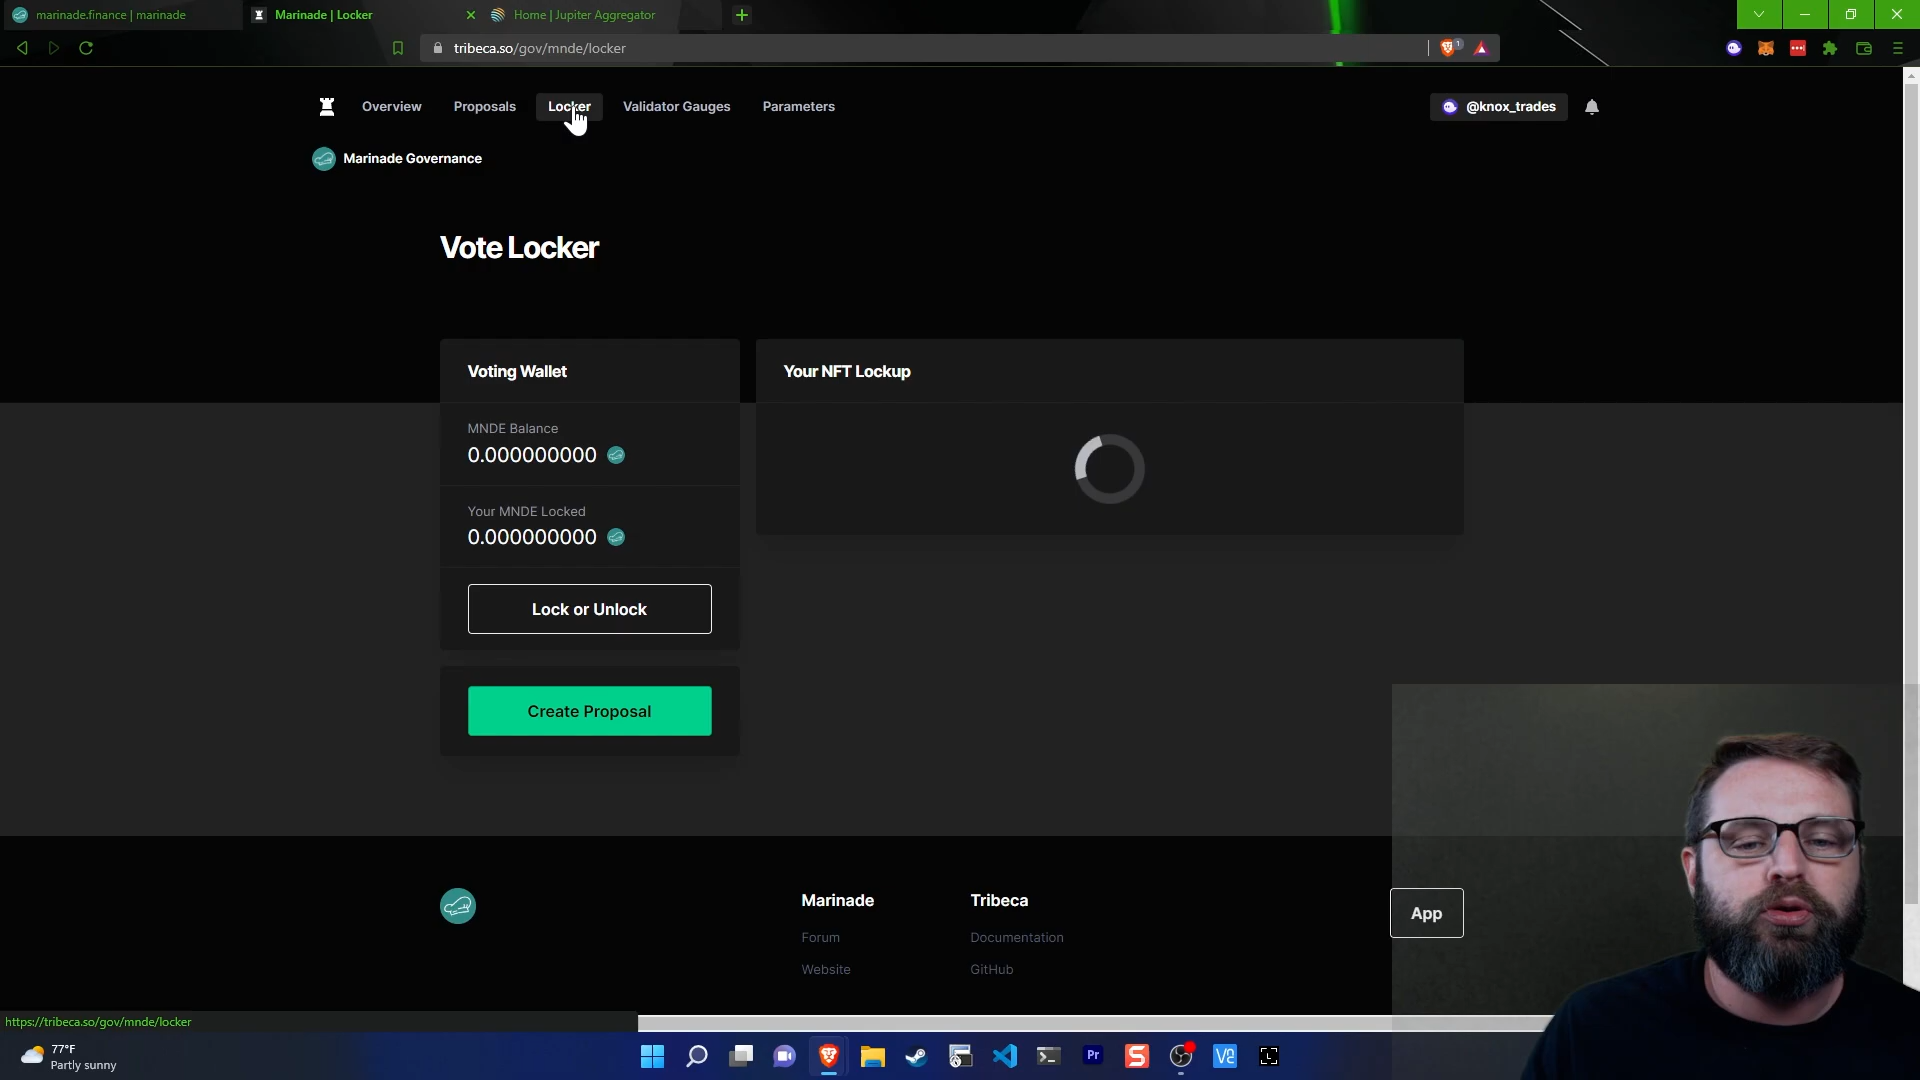 marinade.finance | marinade
Marinade | Locker
Home | Jupiter Aggregator
tribeca.so/gov/mnde/locker
1
Overview
Proposals
Locker
Validator Gauges
Parameters
@knox_trades
Marinade Governance
Vote Locker
Voting Wallet
MNDE Balance
0.000000000
Your MNDE Locked
0.000000000
Lock or Unlock
Create Proposal
Your NFT Lockup
Marinade
Forum
Website
Tribeca
Documentation
GitHub
App
https://tribeca.so/gov/mnde/locker
77°F
Partly sunny
Pr
S
L